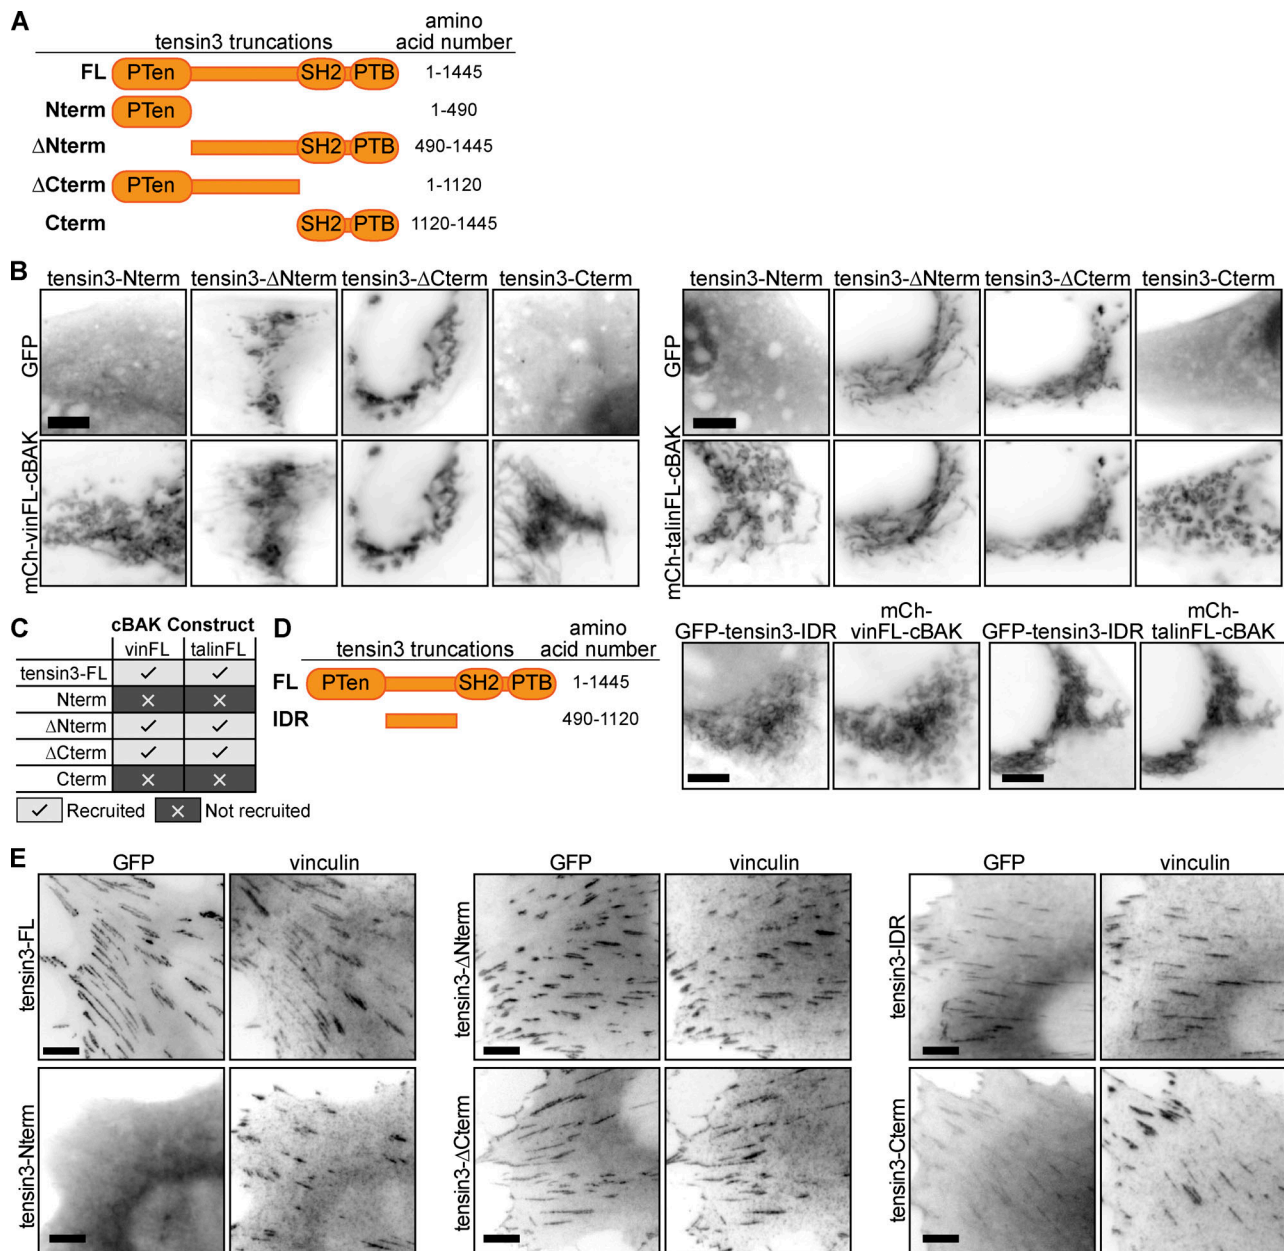 A
tensin3 truncations
amino
acid number
FL PTen SH2 PTB 1-1445
Nterm PTen 1-490
ΔNterm SH2 PTB 490-1445
ΔCterm PTen 1-1120
Cterm SH2 PTB 1120-1445
B
tensin3-Nterm tensin3-ΔNterm tensin3-ΔCterm tensin3-Cterm
GFP
mCh-vinFL-cBAK
tensin3-Nterm tensin3-ΔNterm tensin3-ΔCterm tensin3-Cterm
GFP
mCh-talinFL-cBAK
C
cBAK Construct
vinFL talinFL
tensin3-FL ✓ ✓
Nterm × ×
ΔNterm ✓ ✓
ΔCterm ✓ ✓
Cterm × ×
✓ Recruited × Not recruited
D
tensin3 truncations
amino
acid number
FL PTen SH2 PTB 1-1445
IDR 490-1120
GFP-tensin3-IDR
mCh-
vinFL-cBAK
GFP-tensin3-IDR
mCh-
talinFL-cBAK
E
GFP vinculin
tensin3-FL
tensin3-Nterm
GFP vinculin
tensin3-ΔNterm
tensin3-ΔCterm
GFP vinculin
tensin3-IDR
tensin3-Cterm